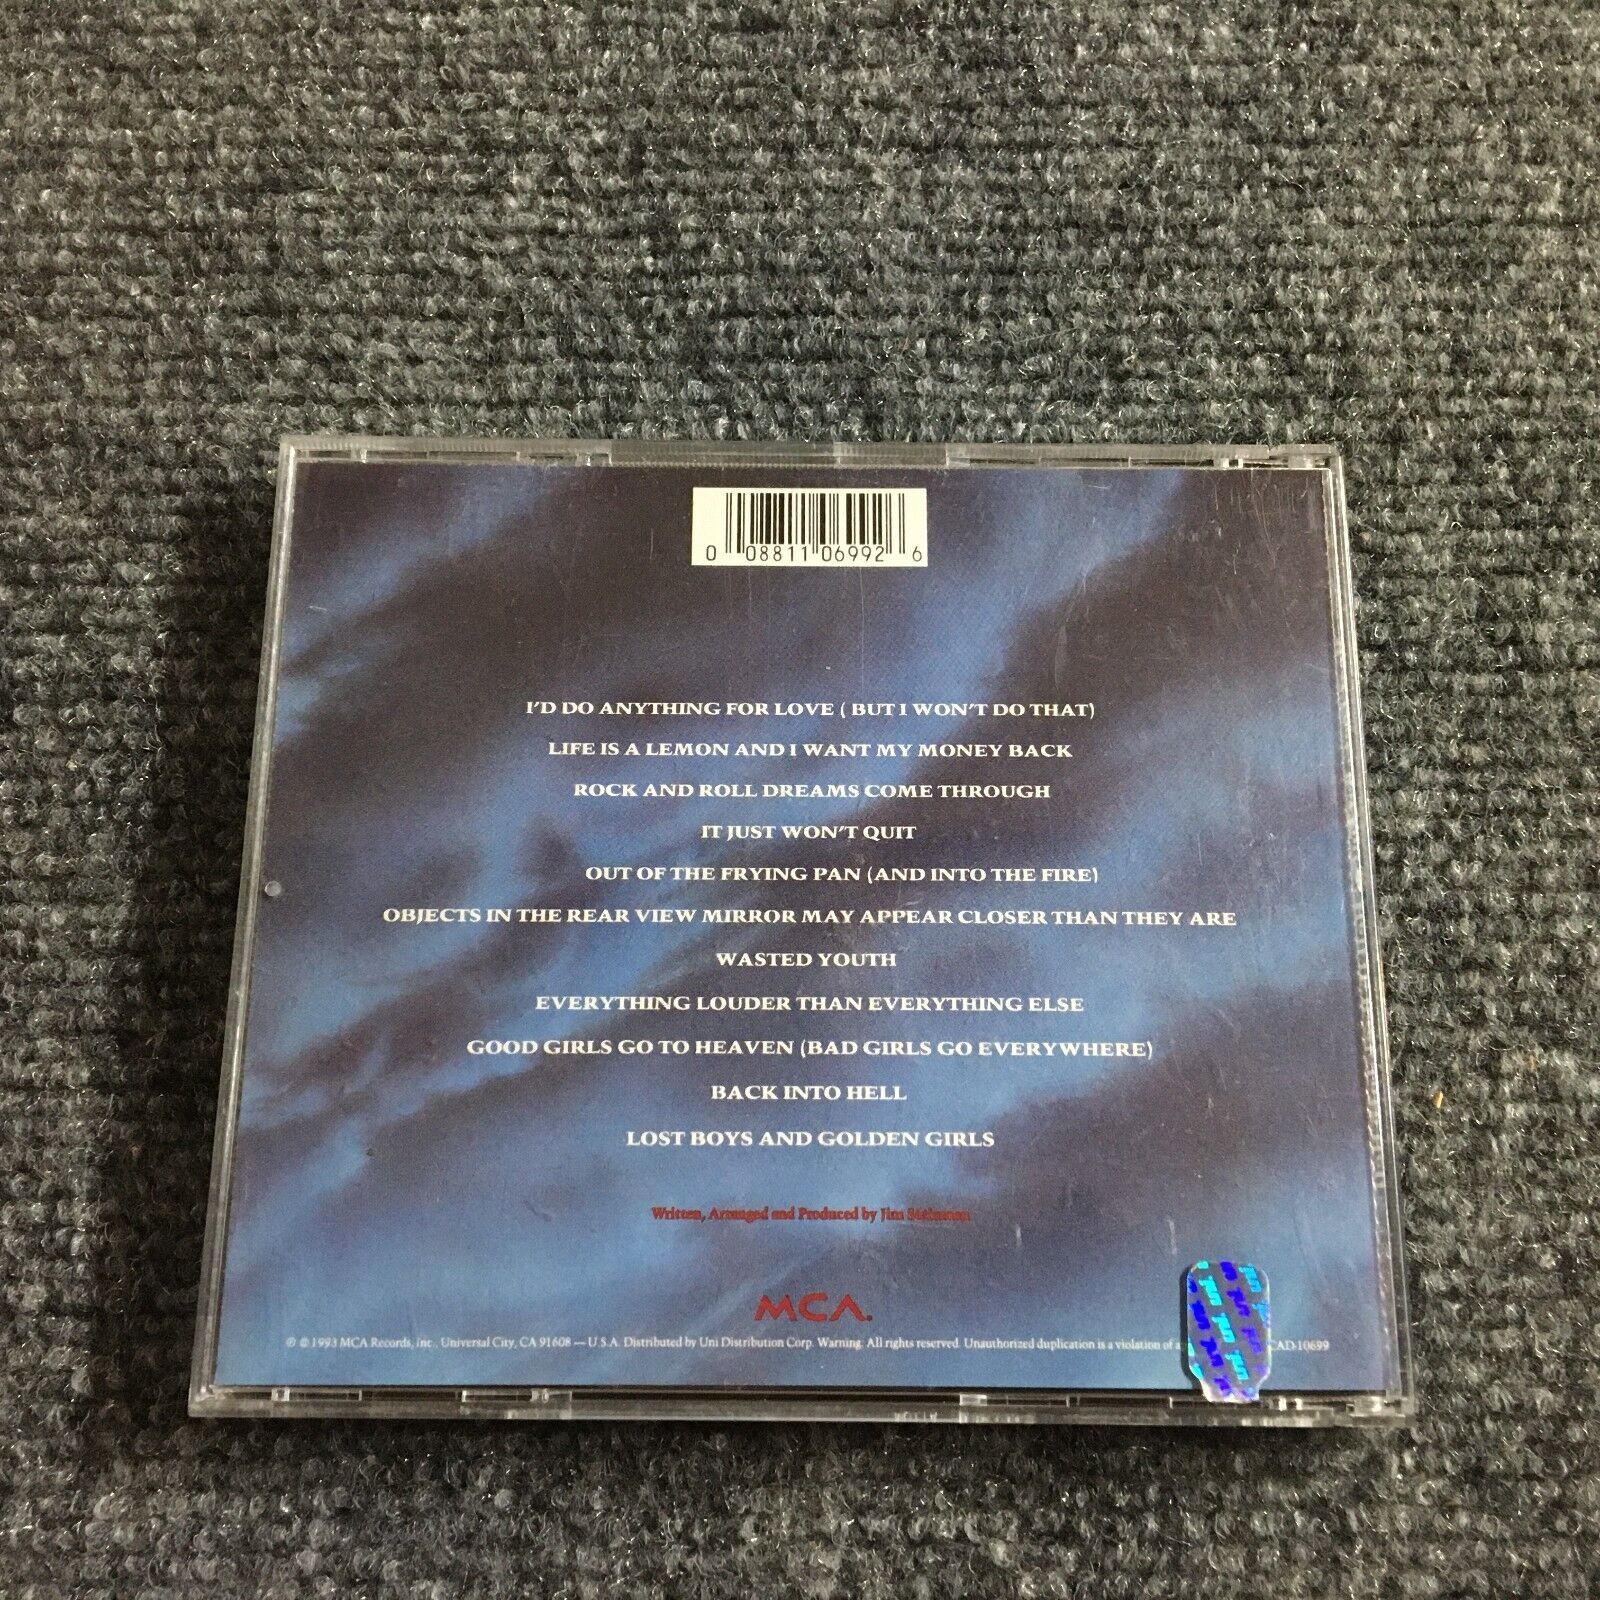 0 08811 06992 6
I'D DO ANYTHING FOR LOVE ( BUT I WON'T DO THAT)
LIFE IS A LEMON AND I WANT MY MONEY BACK
ROCK AND ROLL DREAMS COME THROUGH
IT JUST WON'T QUIT
OUT OF THE FRYING PAN (AND INTO THE FIRE)
OBJECTS IN THE REAR VIEW MIRROR MAY APPEAR CLOSER THAN THEY ARE
WASTED YOUTH
EVERYTHING LOUDER THAN EVERYTHING ELSE
GOOD GIRLS GO TO HEAVEN (BAD GIRLS GO EVERYWHERE)
BACK INTO HELL
LOST BOYS AND GOLDEN GIRLS
Written, Arranged and Produced by Jim Steinman
MCA.
℗ © 1993 MCA Records, Inc., Universal City, CA 91608 — U.S.A. Distributed by Uni Distribution Corp. Warning. All rights reserved. Unauthorized duplication is a violation of a CAD-10699